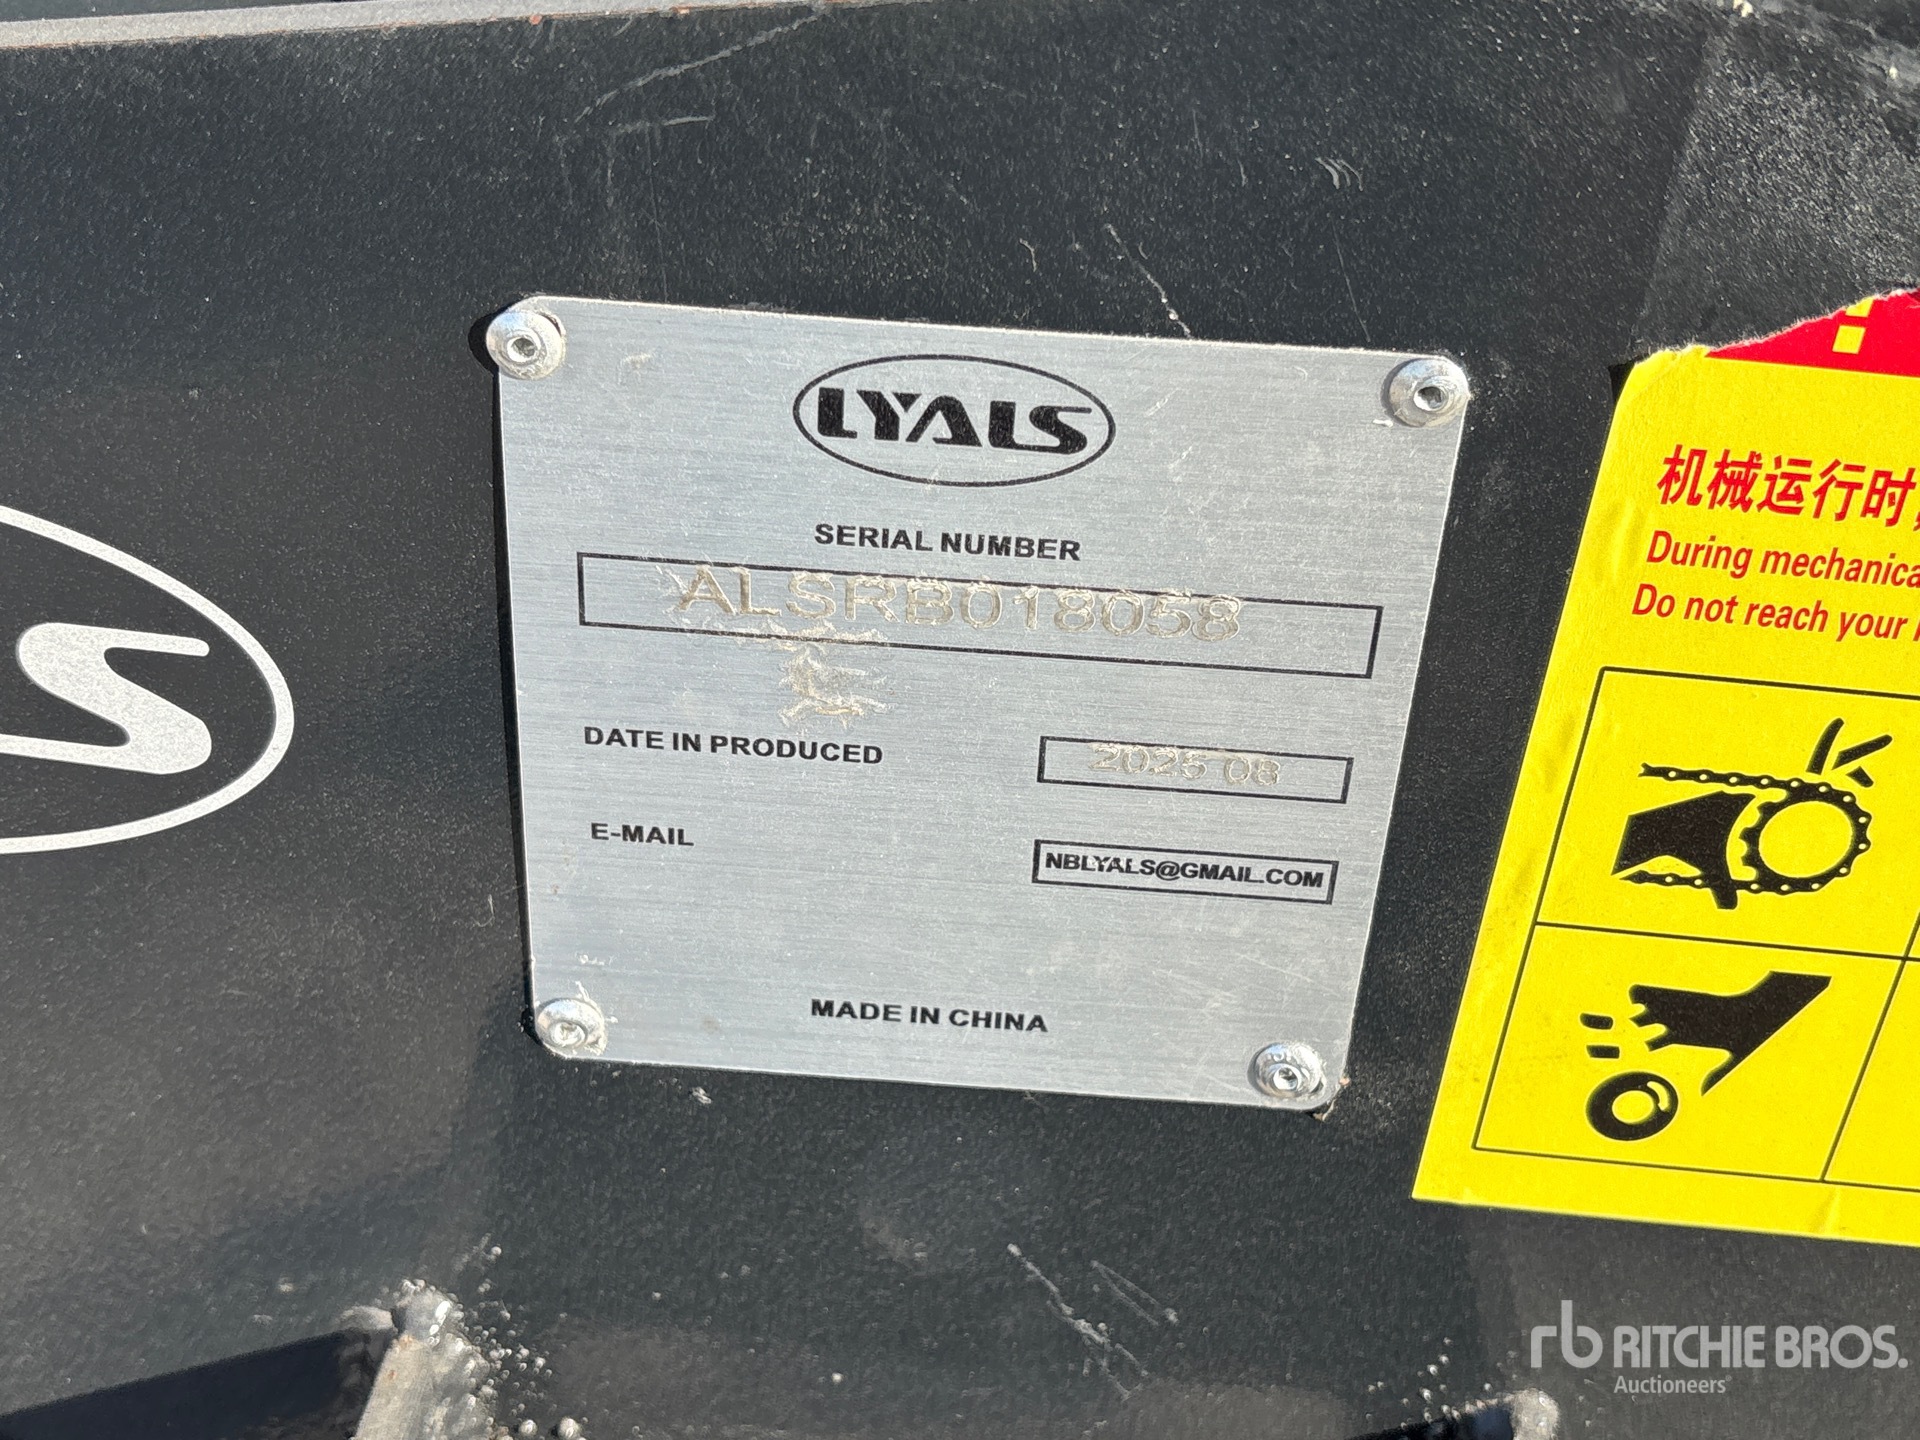 LYALS
SERIAL NUMBER
ALSRB018058
DATE IN PRODUCED
2025 08
E-MAIL
NBLYALS@GMAIL.COM
MADE IN CHINA
S
机械运行时
During mechanica
Do not reach your
rb RITCHIE BROS.
Auctioneers